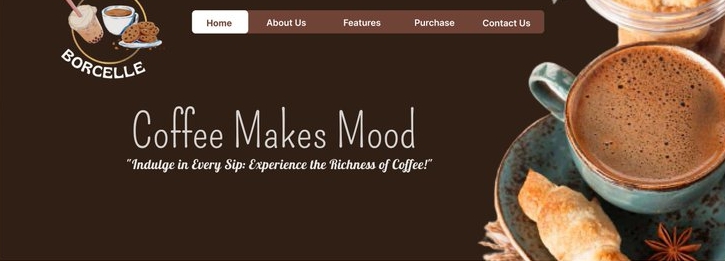 BORCELLE
Home About Us Features Purchase Contact Us
Coffee Makes Mood
"Indulge in Every Sip: Experience the Richness of Coffee!"